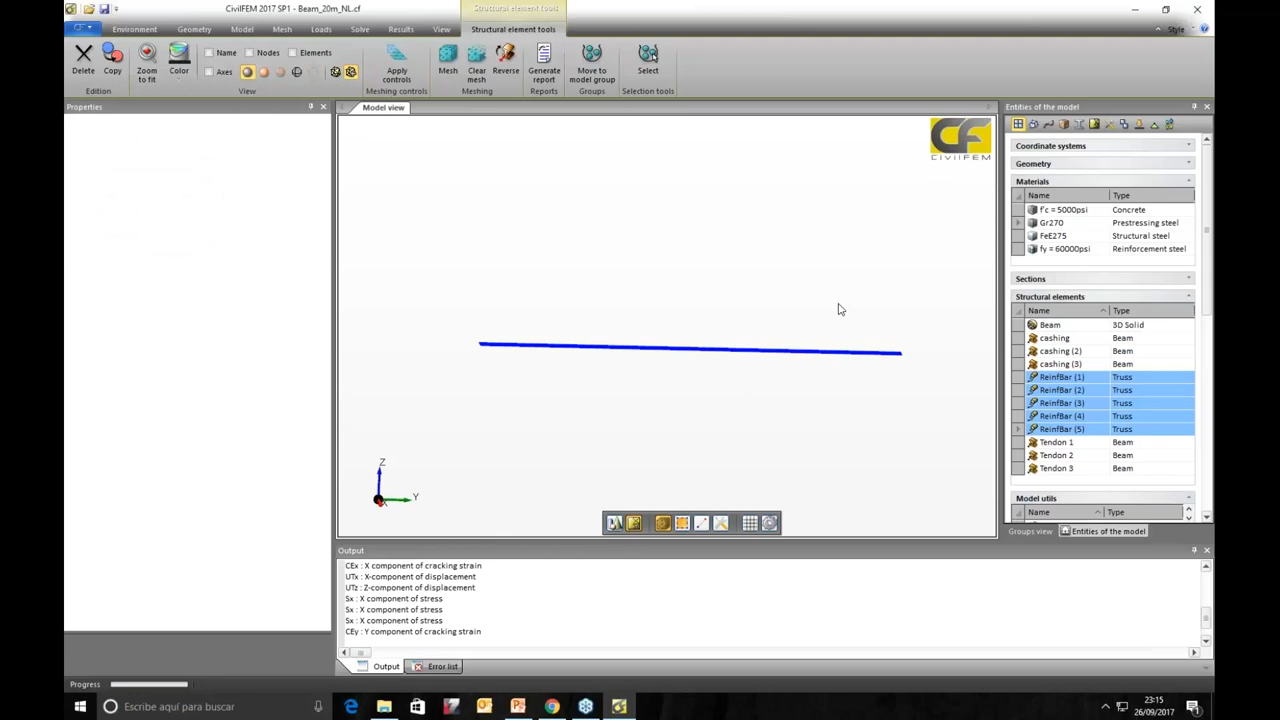 CivilFEM 2017 SP1 - Beam_20m_NL.cf
Structural element tools
Environment Geometry Model Mesh Loads Solve Results View Structural element tools Style
Name Nodes Elements
Axes
Delete Copy Zoom to fit Color Apply controls Mesh Clear mesh Reverse Generate report Move to model group Select
Edition View Meshing controls Meshing Reports Groups Selection tools
Properties
Model view
Entities of the model
CF
CIVILFEM
Coordinate systems
Geometry
Materials
Name Type
f'c = 5000psi Concrete
Gr270 Prestressing steel
FeE275 Structural steel
fy = 60000psi Reinforcement steel
Sections
Structural elements
Name Type
Beam 3D Solid
cashing Beam
cashing (2) Beam
cashing (3) Beam
ReinfBar (1) Truss
ReinfBar (2) Truss
ReinfBar (3) Truss
ReinfBar (4) Truss
ReinfBar (5) Truss
Tendon 1 Beam
Tendon 2 Beam
Tendon 3 Beam
Model utils
Name Type
Groups view Entities of the model
Z
Y
X
Output
CEx : X component of cracking strain
UTx : X-component of displacement
UTz : Z-component of displacement
Sx : X component of stress
Sx : X component of stress
Sx : X component of stress
CEy : Y component of cracking strain
Output Error list
Progress
Escribe aquí para buscar
23:15
26/09/2017
1